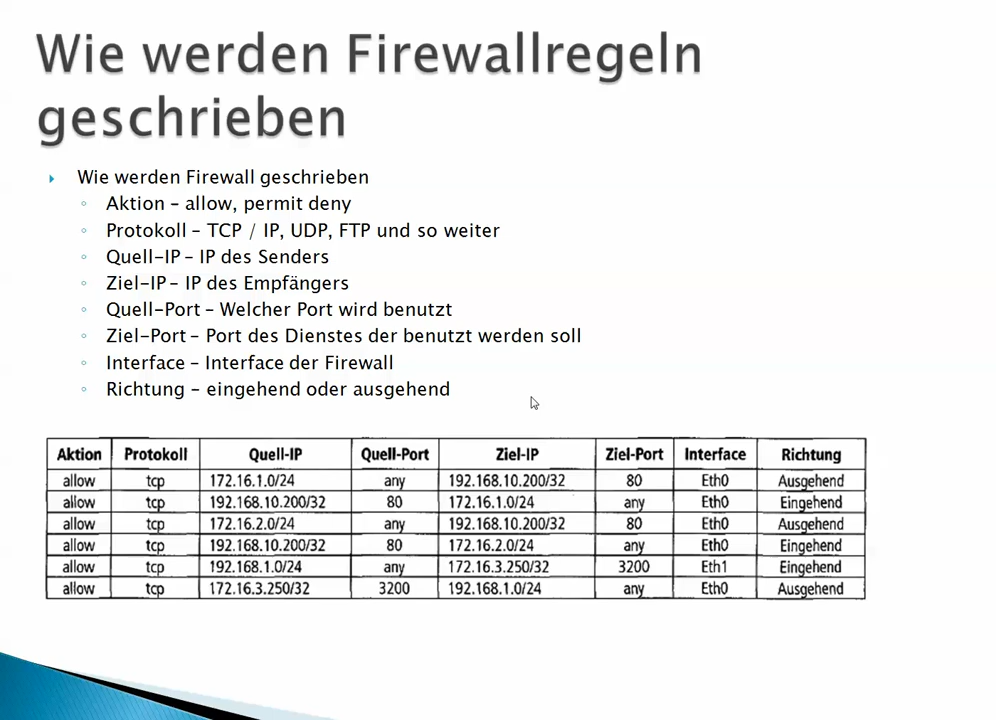 Wie werden Firewallregeln
geschrieben
Wie werden Firewall geschrieben
Aktion – allow, permit deny
Protokoll – TCP / IP, UDP, FTP und so weiter
Quell-IP – IP des Senders
Ziel-IP – IP des Empfängers
Quell-Port – Welcher Port wird benutzt
Ziel-Port – Port des Dienstes der benutzt werden soll
Interface – Interface der Firewall
Richtung – eingehend oder ausgehend
Aktion Protokoll Quell-IP Quell-Port Ziel-IP Ziel-Port Interface Richtung
allow tcp 172.16.1.0/24 any 192.168.10.200/32 80 Eth0 Ausgehend
allow tcp 192.168.10.200/32 80 172.16.1.0/24 any Eth0 Eingehend
allow tcp 172.16.2.0/24 any 192.168.10.200/32 80 Eth0 Ausgehend
allow tcp 192.168.10.200/32 80 172.16.2.0/24 any Eth0 Eingehend
allow tcp 192.168.1.0/24 any 172.16.3.250/32 3200 Eth1 Eingehend
allow tcp 172.16.3.250/32 3200 192.168.1.0/24 any Eth0 Ausgehend